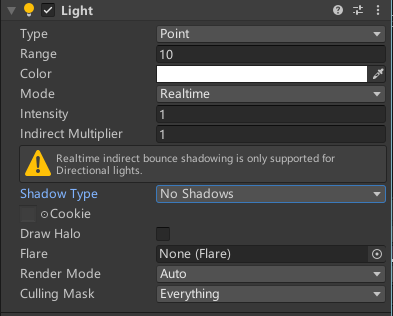 Light
Type Point
Range 10
Color
Mode Realtime
Intensity 1
Indirect Multiplier 1
Realtime indirect bounce shadowing is only supported for
Directional lights.
Shadow Type No Shadows
Cookie
Draw Halo
Flare None (Flare)
Render Mode Auto
Culling Mask Everything